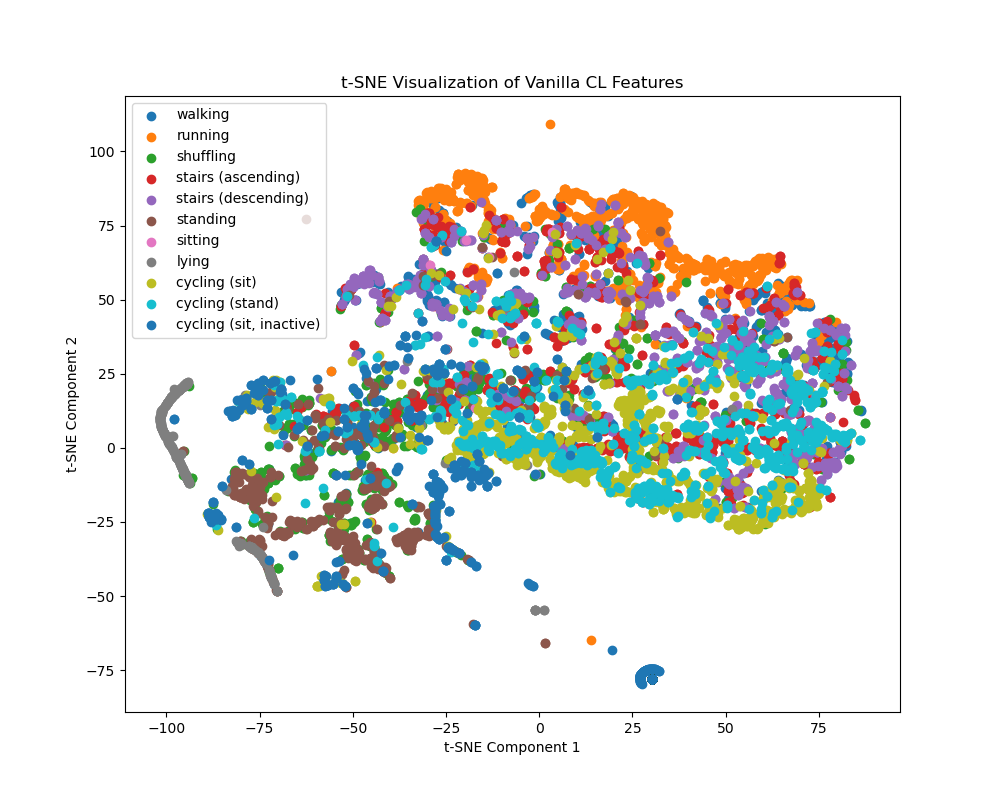 t-SNE Visualization of Vanilla CL Features
walking
running
shuffling
stairs (ascending)
stairs (descending)
standing
sitting
lying
cycling (sit)
cycling (stand)
cycling (sit, inactive)
100
75
50
25
0
−25
−50
−75
t-SNE Component 2
−100 −75 −50 −25 0 25 50 75
t-SNE Component 1